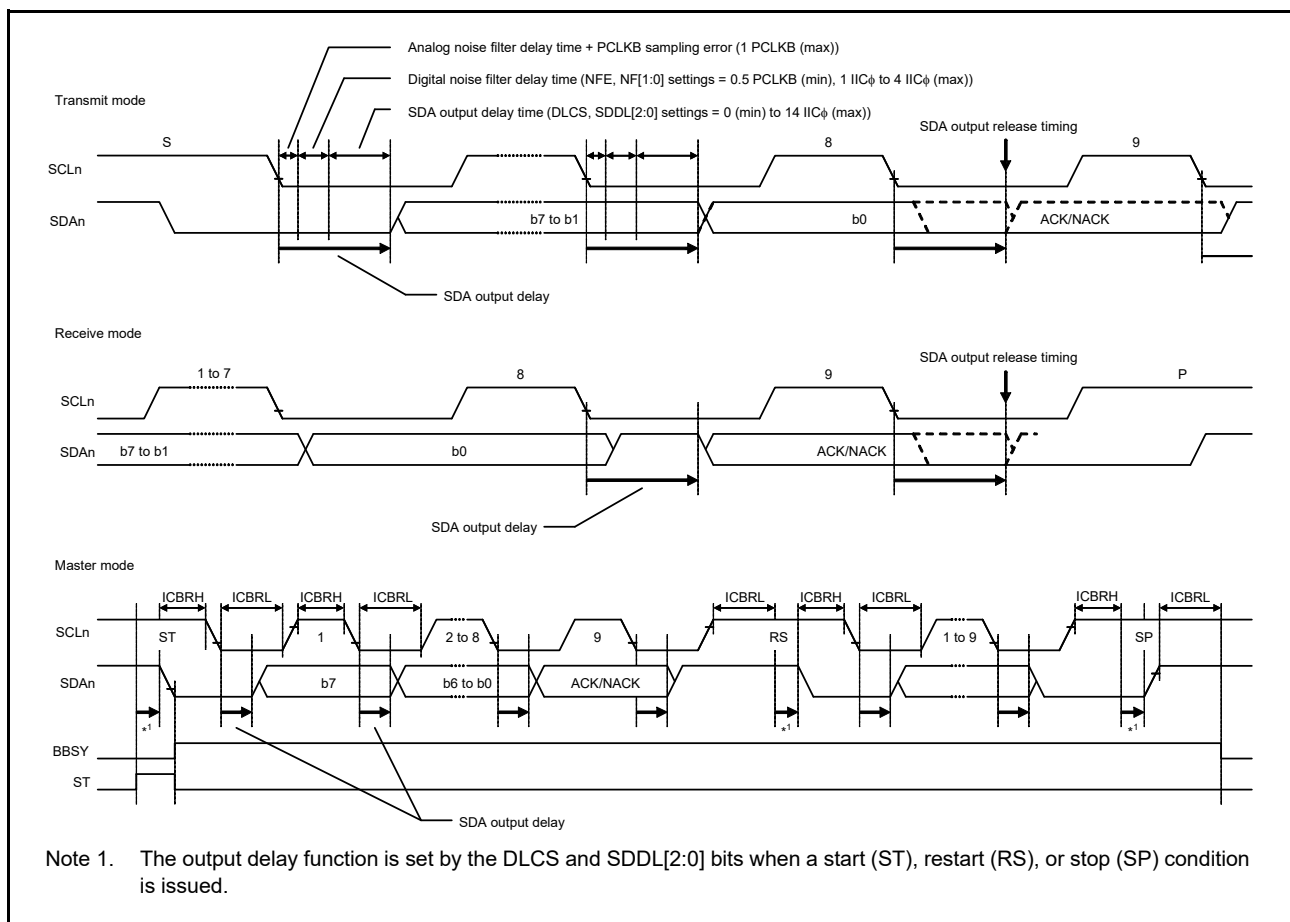 Analog noise filter delay time + PCLKB sampling error (1 PCLKB (max))
Digital noise filter delay time (NFE, NF[1:0] settings = 0.5 PCLKB (min), 1 IICϕ to 4 IICϕ (max))
Transmit mode
SDA output delay time (DLCS, SDDL[2:0] settings = 0 (min) to 14 IICϕ (max))
SDA output release timing
S
8
9
SCLn
SDAn
b7 to b1
b0
ACK/NACK
SDA output delay
Receive mode
SDA output release timing
1 to 7
8
9
P
SCLn
SDAn
b7 to b1
b0
ACK/NACK
SDA output delay
Master mode
ICBRH
ICBRL
ICBRH
ICBRL
ICBRL
ICBRH
ICBRL
ICBRH
ICBRL
SCLn
ST
1
2 to 8
9
RS
1 to 9
SP
SDAn
b7
b6 to b0
ACK/NACK
*1
*1
*1
BBSY
ST
SDA output delay
Note 1. The output delay function is set by the DLCS and SDDL[2:0] bits when a start (ST), restart (RS), or stop (SP) condition
is issued.